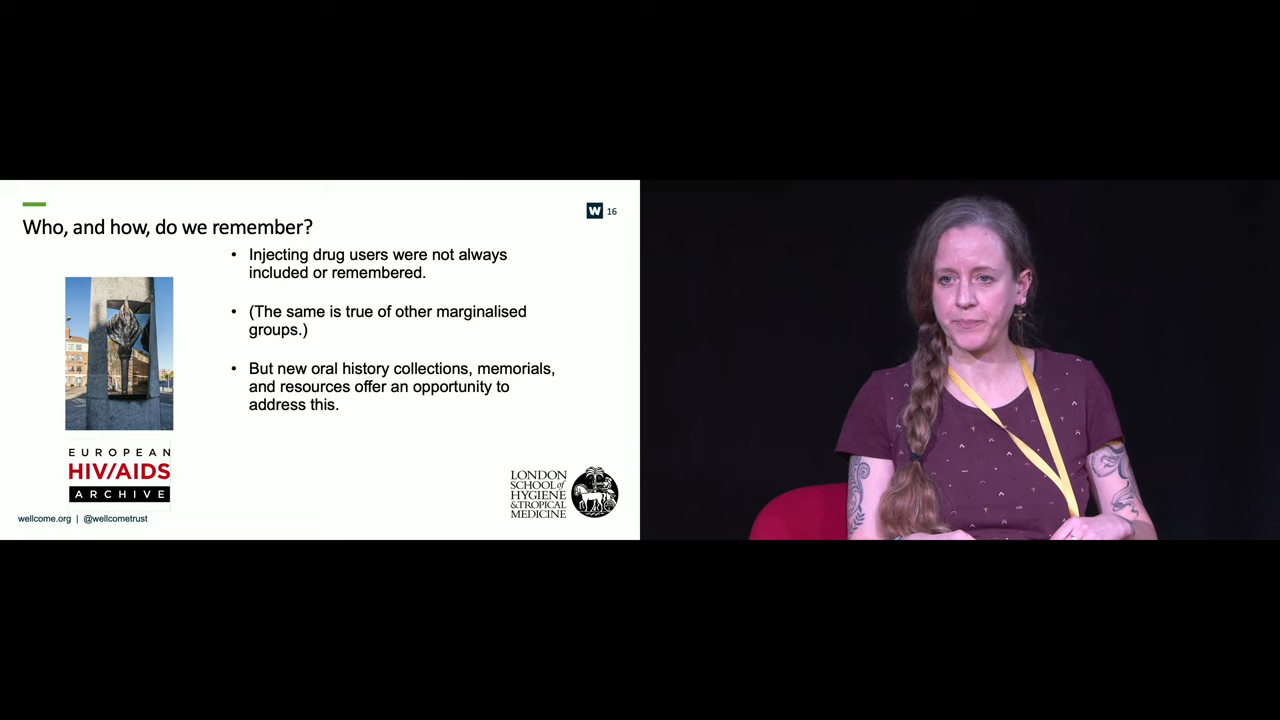 Who, and how, do we remember?
W 16
• Injecting drug users were not always
included or remembered.
• (The same is true of other marginalised
groups.)
• But new oral history collections, memorials,
and resources offer an opportunity to
address this.
EUROPEAN
HIV/AIDS
ARCHIVE
wellcome.org | @wellcometrust
LONDON
SCHOOL of
HYGIENE
& TROPICAL
MEDICINE